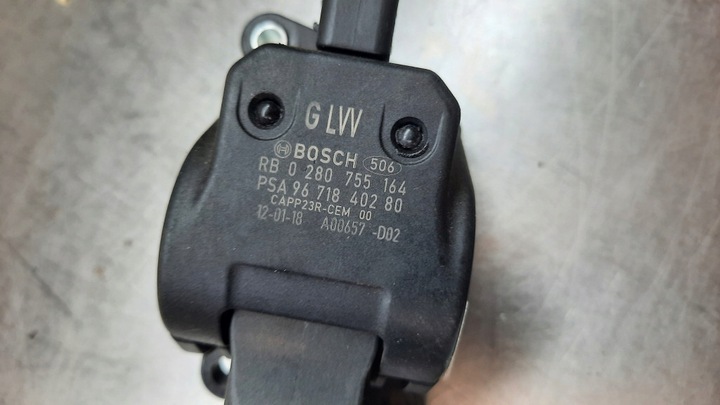 G LVV
BOSCH 506
RB 0 280 755 164
PSA 96 718 402 80
CAPP23R-CEM 00
12-01-18 A00657 -D02